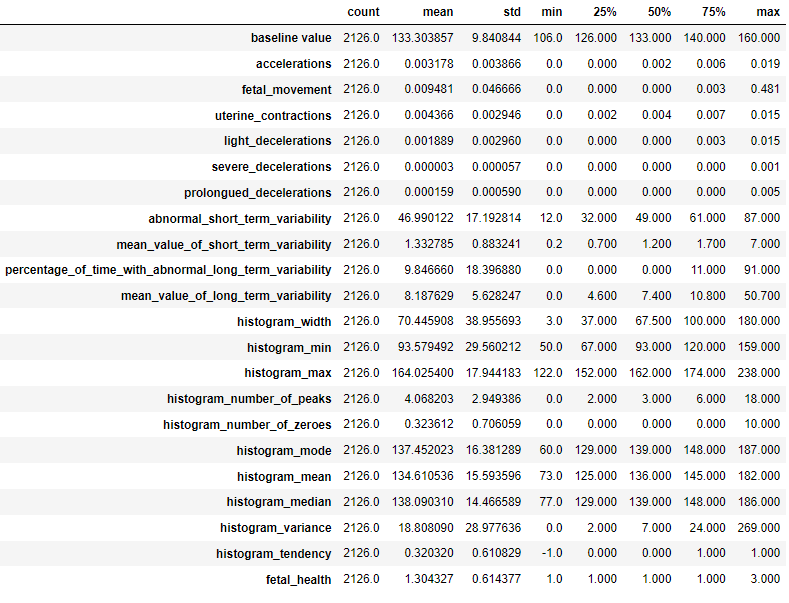 count mean std min 25% 50% 75% max
baseline value 2126.0 133.303857 9.840844 106.0 126.000 133.000 140.000 160.000
accelerations 2126.0 0.003178 0.003866 0.0 0.000 0.002 0.006 0.019
fetal_movement 2126.0 0.009481 0.046666 0.0 0.000 0.000 0.003 0.481
uterine_contractions 2126.0 0.004366 0.002946 0.0 0.002 0.004 0.007 0.015
light_decelerations 2126.0 0.001889 0.002960 0.0 0.000 0.000 0.003 0.015
severe_decelerations 2126.0 0.000003 0.000057 0.0 0.000 0.000 0.000 0.001
prolongued_decelerations 2126.0 0.000159 0.000590 0.0 0.000 0.000 0.000 0.005
abnormal_short_term_variability 2126.0 46.990122 17.192814 12.0 32.000 49.000 61.000 87.000
mean_value_of_short_term_variability 2126.0 1.332785 0.883241 0.2 0.700 1.200 1.700 7.000
percentage_of_time_with_abnormal_long_term_variability 2126.0 9.846660 18.396880 0.0 0.000 0.000 11.000 91.000
mean_value_of_long_term_variability 2126.0 8.187629 5.628247 0.0 4.600 7.400 10.800 50.700
histogram_width 2126.0 70.445908 38.955693 3.0 37.000 67.500 100.000 180.000
histogram_min 2126.0 93.579492 29.560212 50.0 67.000 93.000 120.000 159.000
histogram_max 2126.0 164.025400 17.944183 122.0 152.000 162.000 174.000 238.000
histogram_number_of_peaks 2126.0 4.068203 2.949386 0.0 2.000 3.000 6.000 18.000
histogram_number_of_zeroes 2126.0 0.323612 0.706059 0.0 0.000 0.000 0.000 10.000
histogram_mode 2126.0 137.452023 16.381289 60.0 129.000 139.000 148.000 187.000
histogram_mean 2126.0 134.610536 15.593596 73.0 125.000 136.000 145.000 182.000
histogram_median 2126.0 138.090310 14.466589 77.0 129.000 139.000 148.000 186.000
histogram_variance 2126.0 18.808090 28.977636 0.0 2.000 7.000 24.000 269.000
histogram_tendency 2126.0 0.320320 0.610829 -1.0 0.000 0.000 1.000 1.000
fetal_health 2126.0 1.304327 0.614377 1.0 1.000 1.000 1.000 3.000